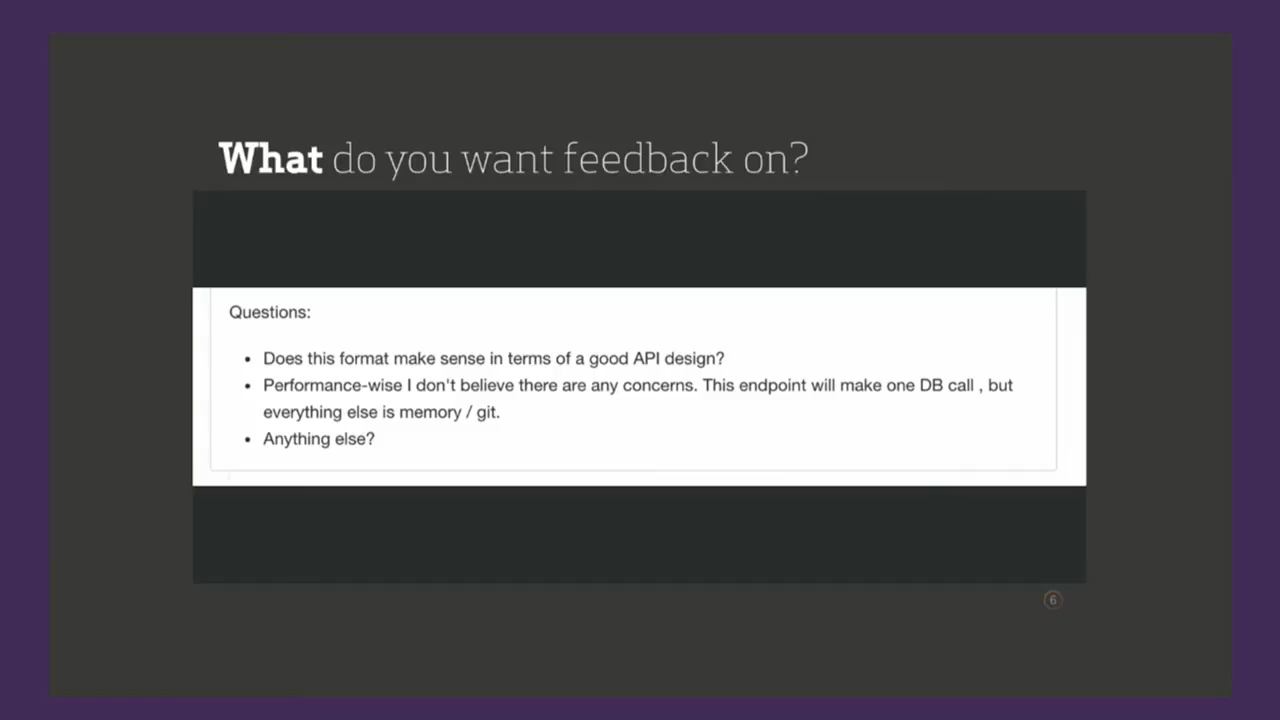 What do you want feedback on?
Questions:
• Does this format make sense in terms of a good API design?
• Performance-wise I don't believe there are any concerns. This endpoint will make one DB call , but
everything else is memory / git.
• Anything else?
6